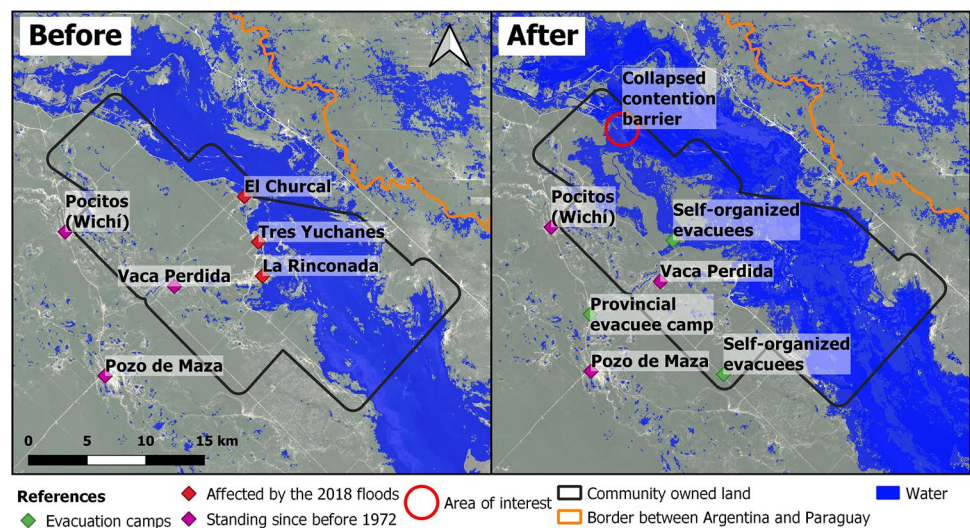 Before
El Churcal
Pocitos
(Wichí)
Tres Yuchanes
La Rinconada
Vaca Perdida
Pozo de Maza
0 5 10 15 km
After
Collapsed
contention
barrier
Pocitos
(Wichí)
Self-organized
evacuees
Vaca Perdida
Provincial
evacuee camp
Self-organized
evacuees
Pozo de Maza
References
Evacuation camps
Affected by the 2018 floods
Standing since before 1972
Area of interest
Community owned land
Border between Argentina and Paraguay
Water